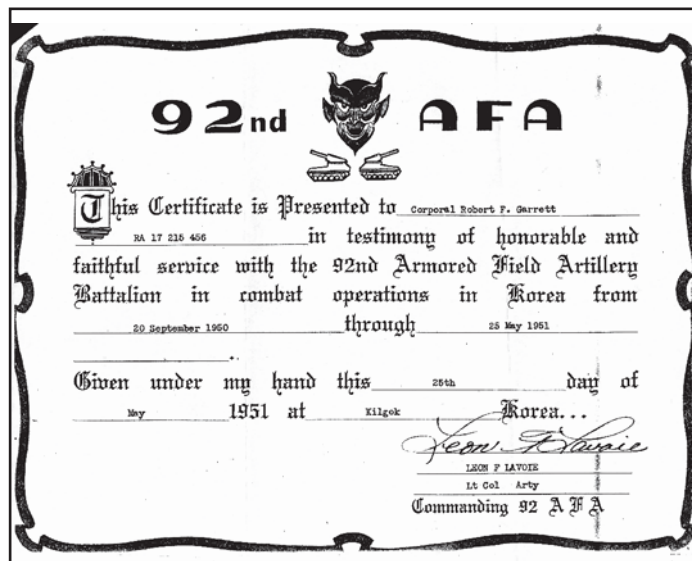 92nd AFA
This Certificate is Presented to Corporal Robert F. Garrett
RA 17 215 456 in testimony of honorable and
faithful service with the 92nd Armored Field Artillery
Battalion in combat operations in Korea from
20 September 1950 through 25 May 1951
.
Given under my hand this 25th day of
May 1951 at Kilgok Korea...
Leon F Lavoie
LEON F LAVOIE
Lt Col Arty
Commanding 92 AFA